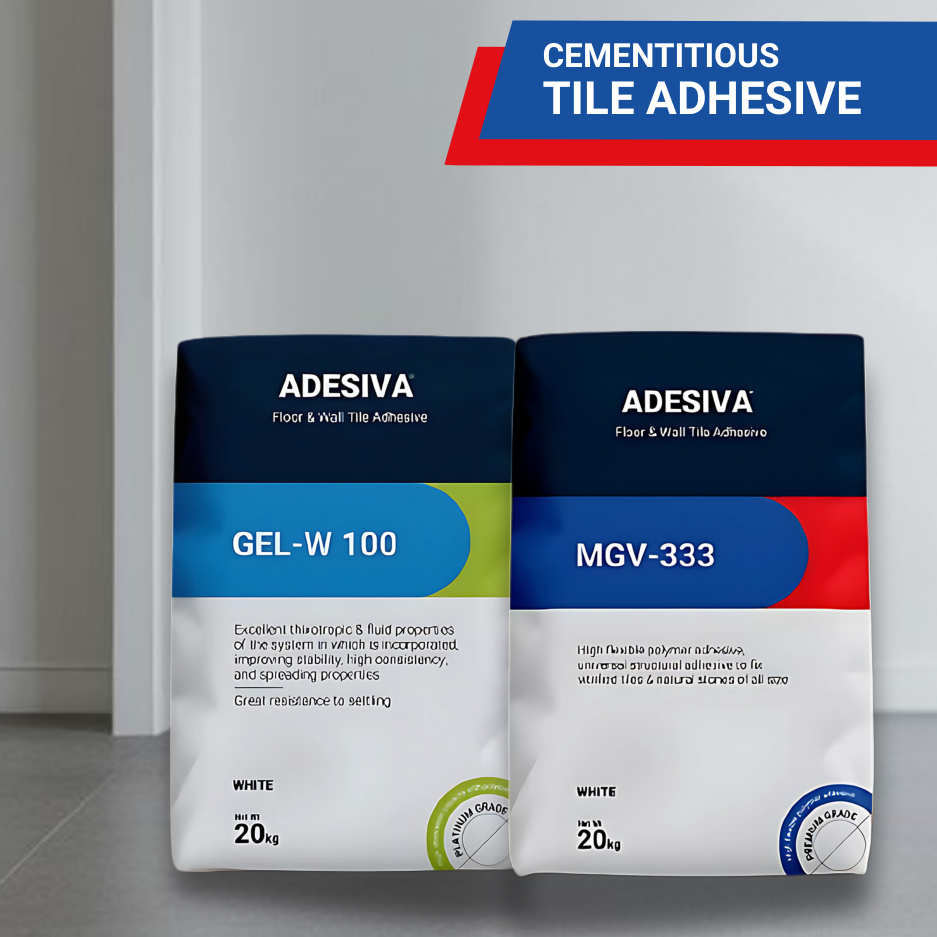 CEMENTITIOUS
TILE ADHESIVE
ADESIVA
Floor & Wall Tile Adhesive
GEL-W 100
Excellent thixotropic & fluid properties
of the system in which is incorporated,
improving stability, high consistency,
and spreading properties
Great resistance to settling
WHITE
20kg
PLATINUM GRADE
ADESIVA
Floor & Wall Tile Adhesive
MGV-333
High flexible polymer adhesive,
universal structural adhesive to fix
vitrified tiles & natural stones of all size
WHITE
20kg
PREMIUM GRADE